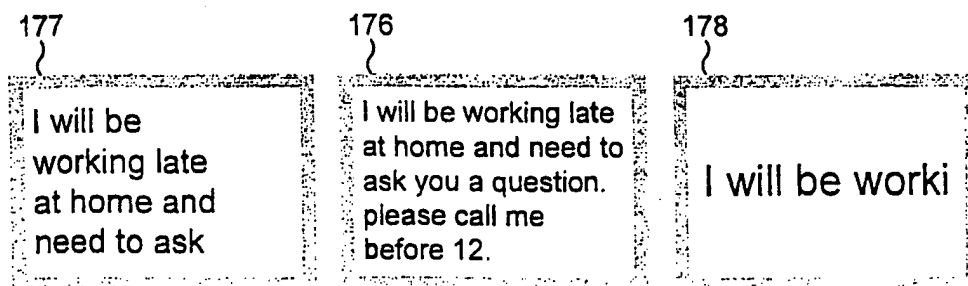 177
I will be
working late
at home and
need to ask
176
I will be working late
at home and need to
ask you a question.
please call me
before 12.
178
I will be worki